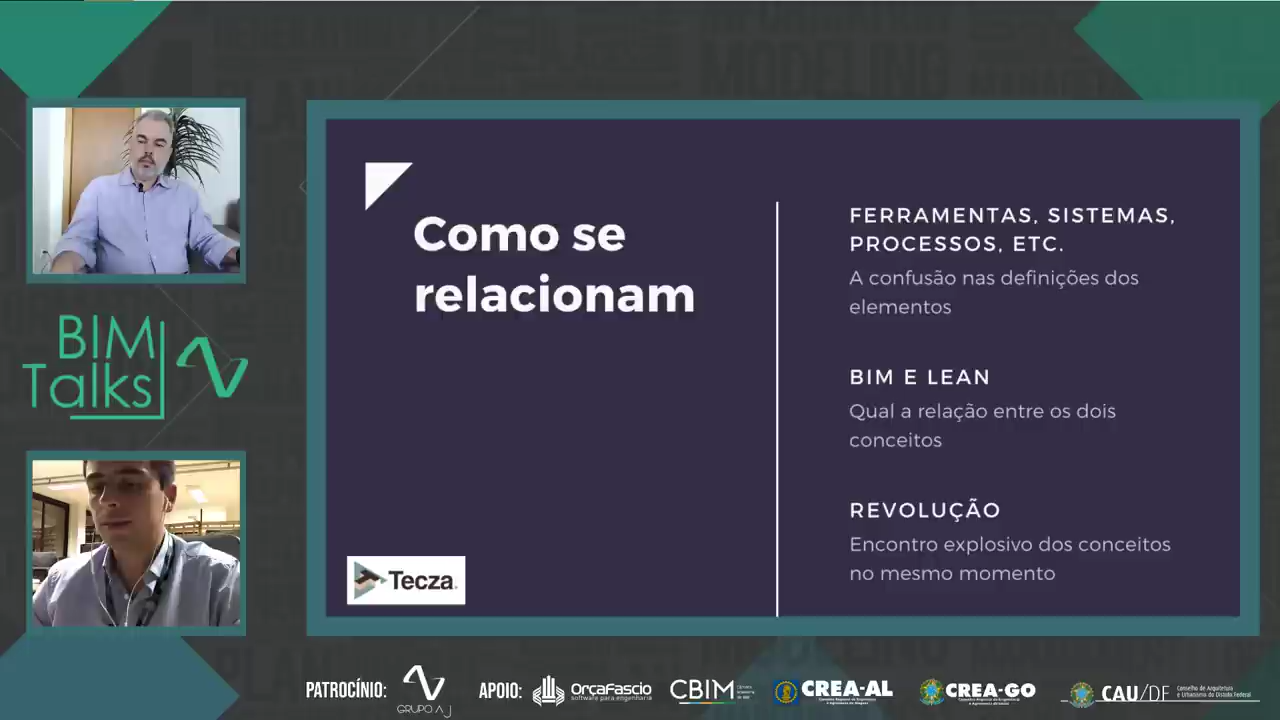 BIM
Talks
Como se
relacionam
FERRAMENTAS, SISTEMAS,
PROCESSOS, ETC.
A confusão nas definições dos
elementos
BIM E LEAN
Qual a relação entre os dois
conceitos
REVOLUÇÃO
Encontro explosivo dos conceitos
no mesmo momento
Tecza.
PATROCÍNIO:
GRUPO AJ
APOIO:
ORÇAFASCIO
software para engenharia
CBIM
CREA-AL
CREA-GO
CAU/DF
Conselho de Arquitetura
e Urbanismo do Distrito Federal